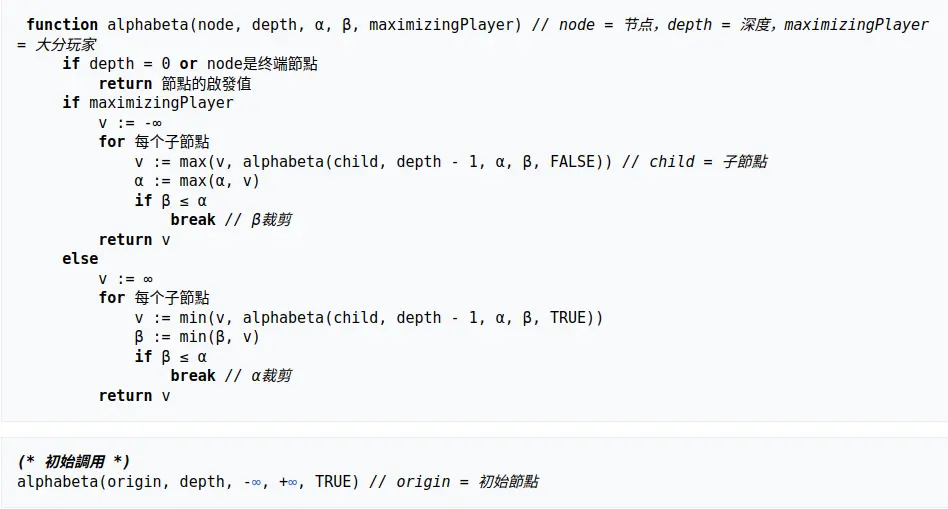 function alphabeta(node, depth, α, β, maximizingPlayer) // node = 节点，depth = 深度，maximizingPlayer
= 大分玩家
if depth = 0 or node是终端節點
return 節點的啟發值
if maximizingPlayer
v := -∞
for 每个子節點
v := max(v, alphabeta(child, depth - 1, α, β, FALSE)) // child = 子節點
α := max(α, v)
if β ≤ α
break // β裁剪
return v
else
v := ∞
for 每个子節點
v := min(v, alphabeta(child, depth - 1, α, β, TRUE))
β := min(β, v)
if β ≤ α
break // α裁剪
return v
(* 初始調用 *)
alphabeta(origin, depth, -∞, +∞, TRUE) // origin = 初始節點